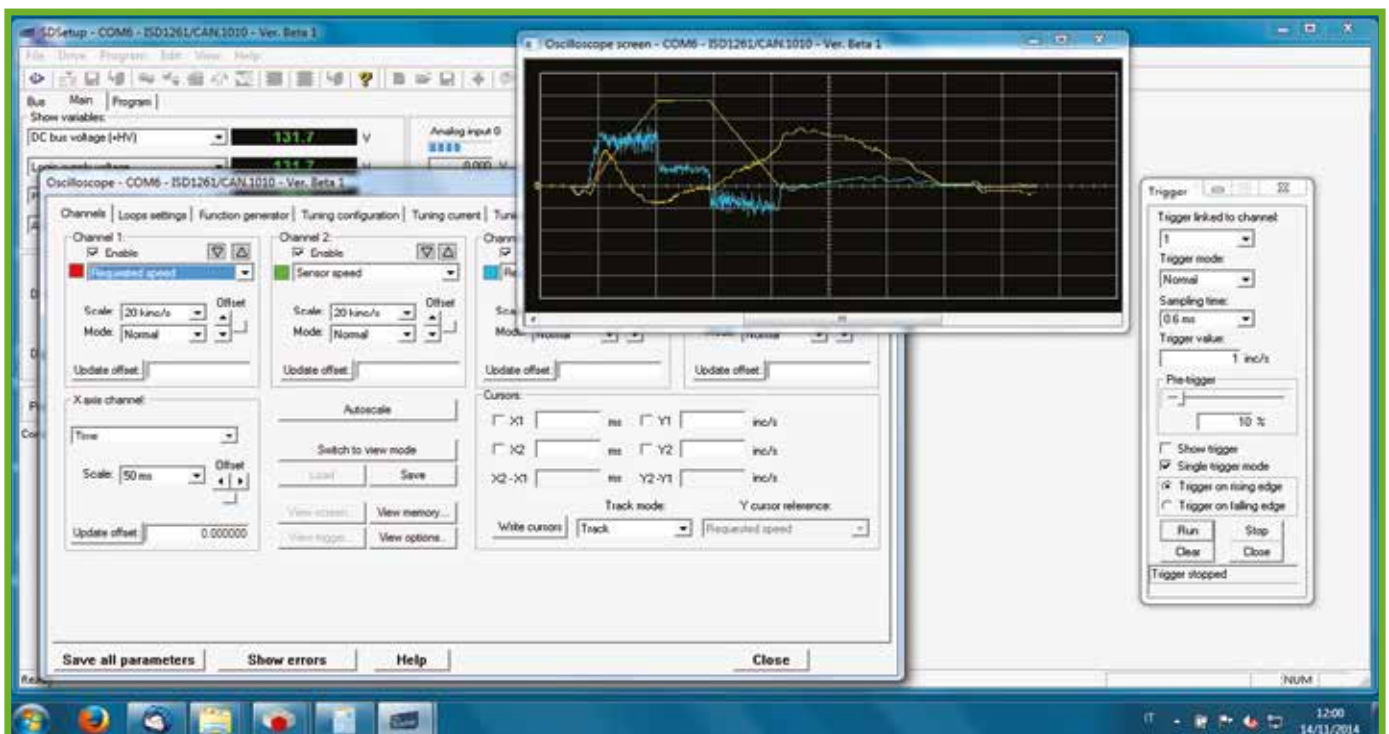 SDSetup - COM6 - ISD1261/CAN.1010 - Ver. Beta 1
File Drive Program Edit View Help
Bus Main Program
Show variables:
DC bus voltage (+HV) 131.7 V
Analog input 0
Logic supply voltage 131.7
0.000 V
Oscilloscope screen - COM6 - ISD1261/CAN.1010 - Ver. Beta 1
Oscilloscope - COM6 - ISD1261/CAN.1010 - Ver. Beta 1
Channels Loops settings Function generator Tuning configuration Tuning current
Channel 1:
Enable
Requested speed
Scale: 20 kinc/s Offset
Mode: Normal
Update offset
Channel 2:
Enable
Sensor speed
Scale: 20 kinc/s Offset
Mode: Normal
Update offset
Update offset
Update offset
X axis channel:
Time
Scale: 50 ms Offset
Update offset 0.000000
Autoscale
Switch to view mode
Load Save
View screen... View memory...
View trigger... View options...
Cursors:
X1 ms Y1 inc/s
X2 ms Y2 inc/s
X2-X1 ms Y2-Y1 inc/s
Track mode: Y cursor reference:
Write cursors Track Requested speed
Save all parameters Show errors Help Close
Trigger
Trigger linked to channel:
1
Trigger mode:
Normal
Sampling time:
0.6 ms
Trigger value:
1 inc/s
Pre-trigger
10 %
Show trigger
Single trigger mode
Trigger on rising edge
Trigger on falling edge
Run Stop
Clear Close
Trigger stopped
NUM
IT
12:00
14/11/2014